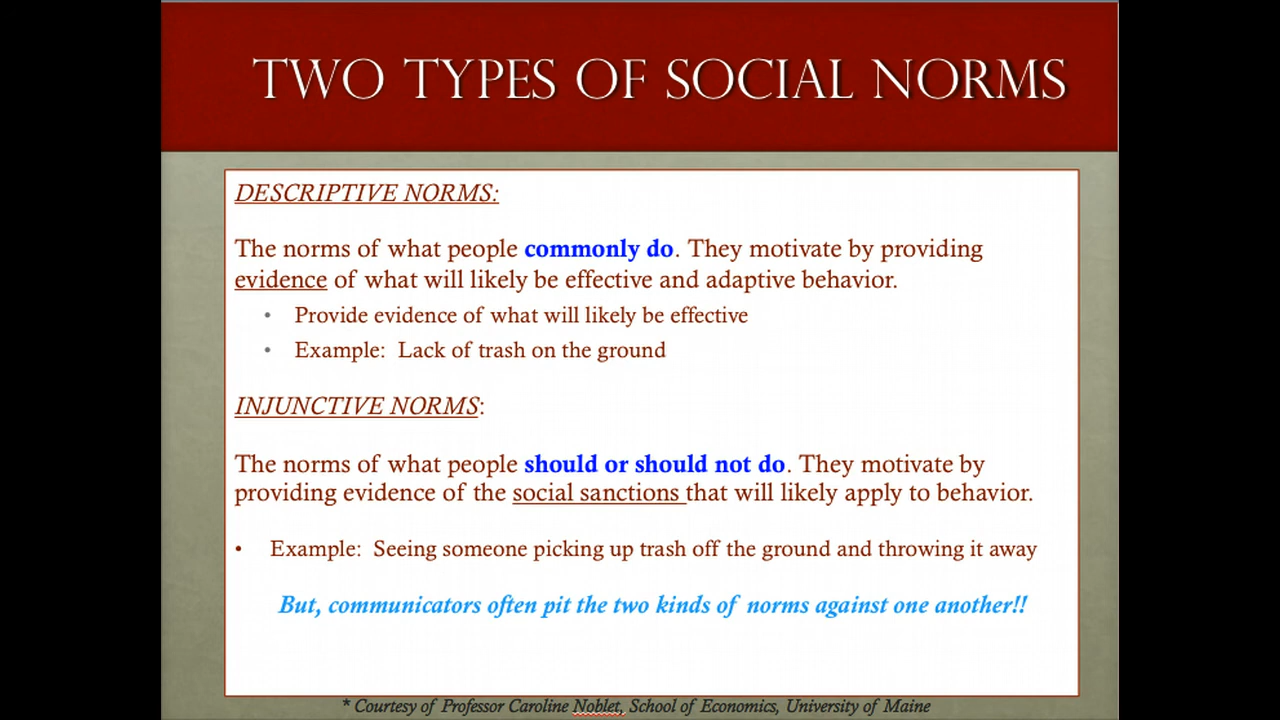 TWO TYPES OF SOCIAL NORMS
DESCRIPTIVE NORMS:
The norms of what people commonly do. They motivate by providing
evidence of what will likely be effective and adaptive behavior.
• Provide evidence of what will likely be effective
• Example: Lack of trash on the ground
INJUNCTIVE NORMS:
The norms of what people should or should not do. They motivate by
providing evidence of the social sanctions that will likely apply to behavior.
• Example: Seeing someone picking up trash off the ground and throwing it away
But, communicators often pit the two kinds of norms against one another!!
* Courtesy of Professor Caroline Noblet, School of Economics, University of Maine